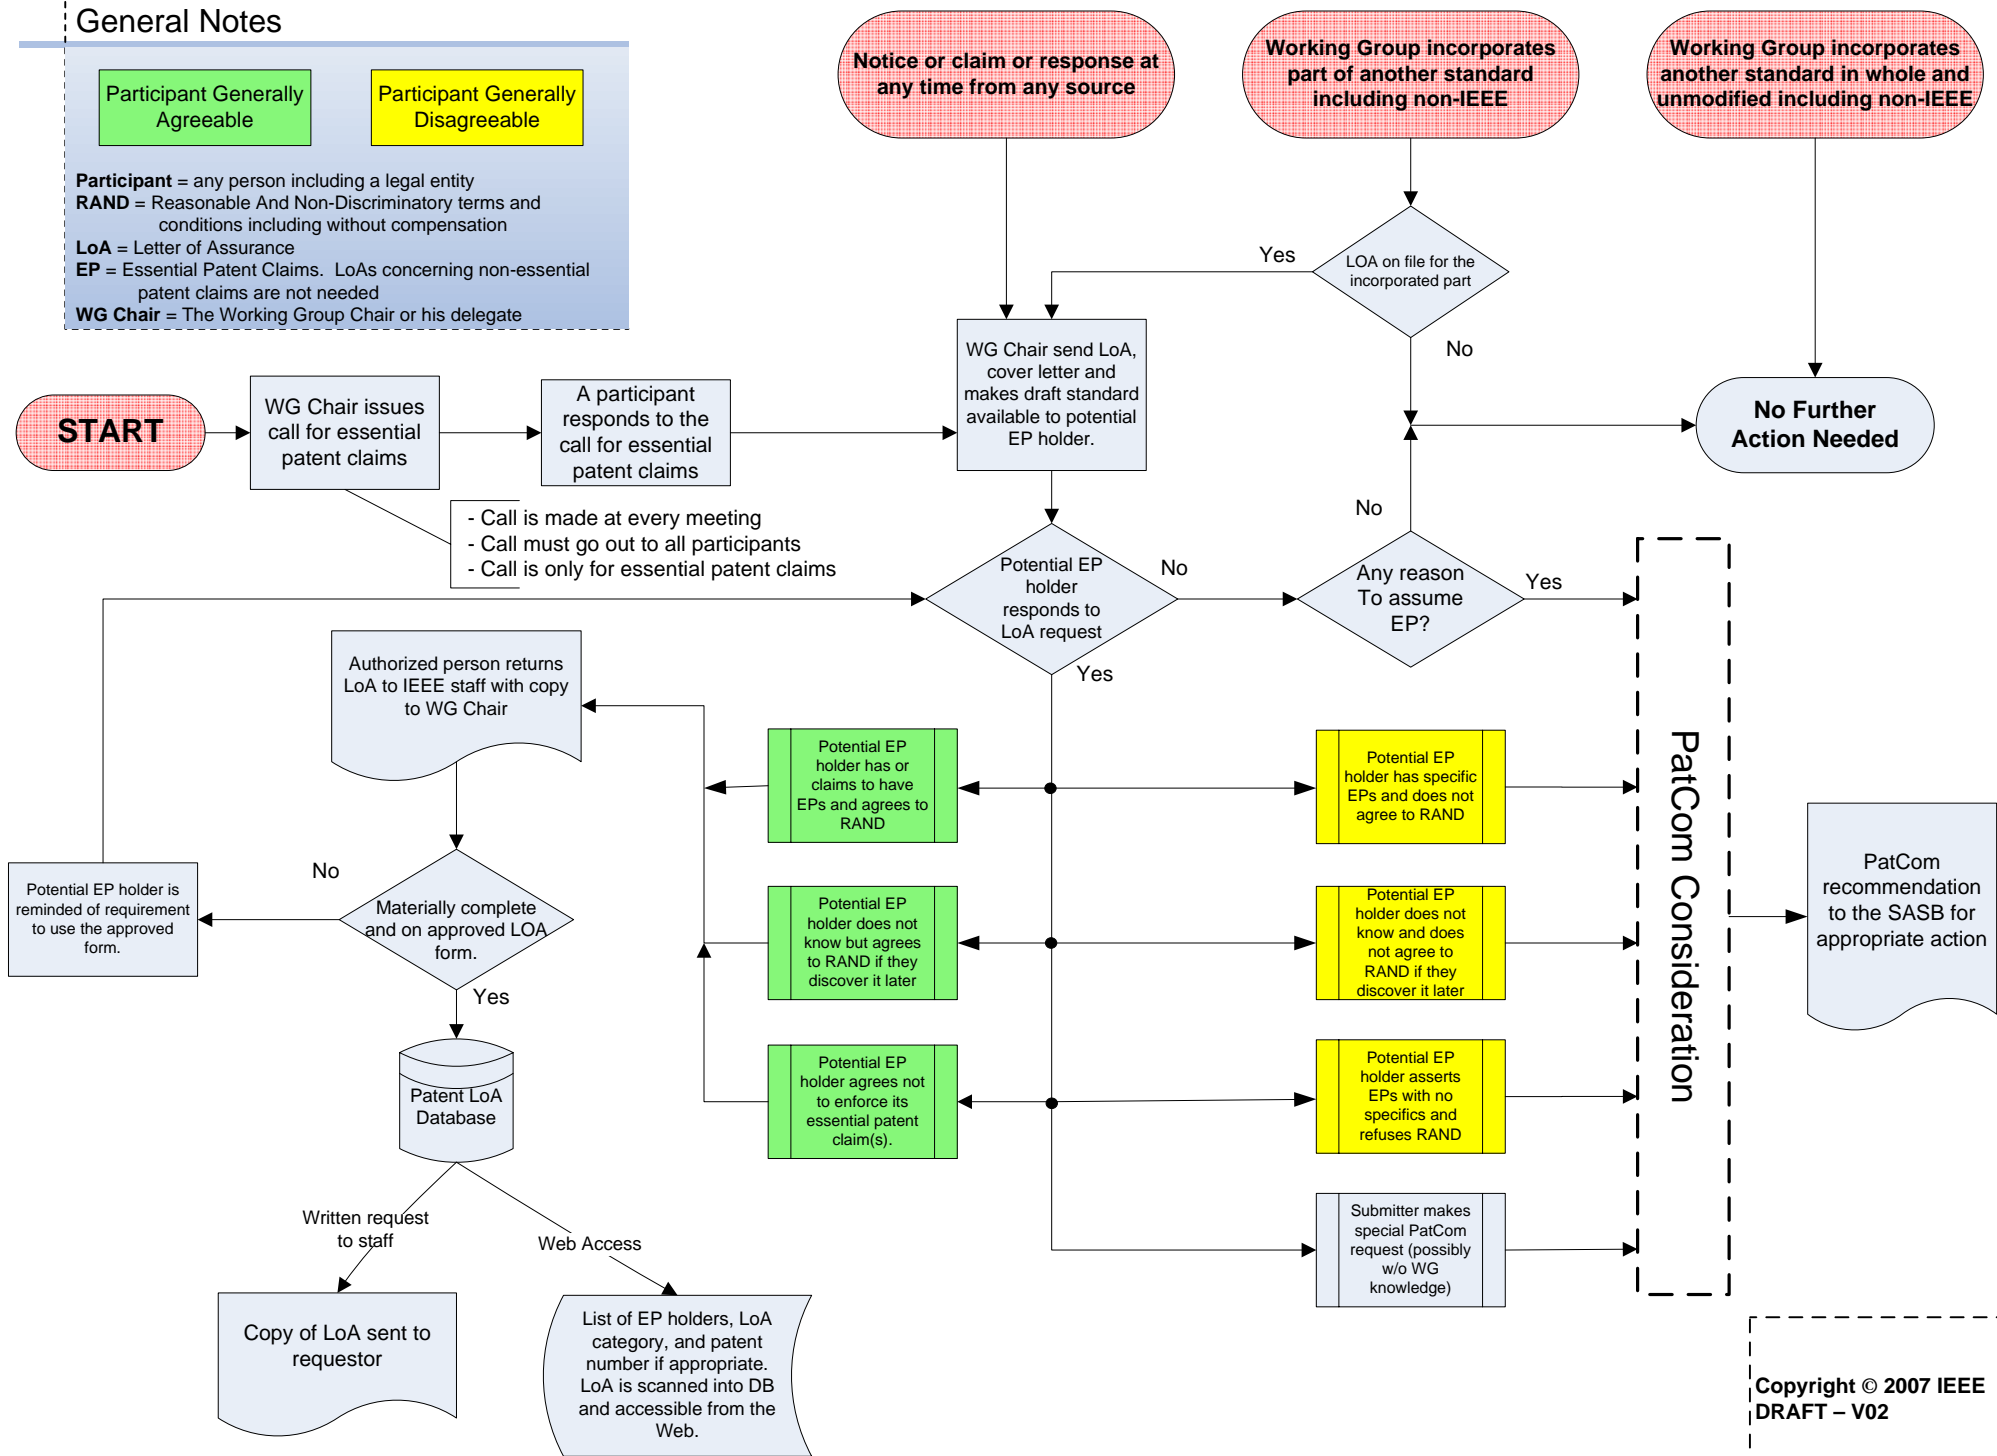 General Notes
Participant Generally
Agreeable
Participant Generally
Disagreeable
Participant = any person including a legal entity
RAND = Reasonable And Non-Discriminatory terms and
conditions including without compensation
LoA = Letter of Assurance
EP = Essential Patent Claims.  LoAs concerning non-essential
patent claims are not needed
WG Chair = The Working Group Chair or his delegate
Notice or claim or response at
any time from any source
Working Group incorporates
part of another standard
including non-IEEE
Working Group incorporates
another standard in whole and
unmodified including non-IEEE
Yes
LOA on file for the
incorporated part
No
START
WG Chair issues
call for essential
patent claims
A participant
responds to the
call for essential
patent claims
WG Chair send LoA,
cover letter and
makes draft standard
available to potential
EP holder.
No Further
Action Needed
- Call is made at every meeting
- Call must go out to all participants
- Call is only for essential patent claims
Potential EP
holder
responds to
LoA request
No
Yes
No
Any reason
To assume
EP?
Yes
Authorized person returns
LoA to IEEE staff with copy
to WG Chair
Potential EP
holder has or
claims to have
EPs and agrees to
RAND
Potential EP
holder has specific
EPs and does not
agree to RAND
PatCom Consideration
PatCom
recommendation
to the SASB for
appropriate action
No
Potential EP holder is
reminded of requirement
to use the approved
form.
Materially complete
and on approved LOA
form.
Yes
Potential EP
holder does not
know but agrees
to RAND if they
discover it later
Potential EP
holder does not
know and does
not agree to
RAND if they
discover it later
Patent LoA
Database
Potential EP
holder agrees not
to enforce its
essential patent
claim(s).
Potential EP
holder asserts
EPs with no
specifics and
refuses RAND
Written request
to staff
Web Access
Submitter makes
special PatCom
request (possibly
w/o WG
knowledge)
Copy of LoA sent to
requestor
List of EP holders, LoA
category, and patent
number if appropriate.
LoA is scanned into DB
and accessible from the
Web.
Copyright © 2007 IEEE
DRAFT – V02